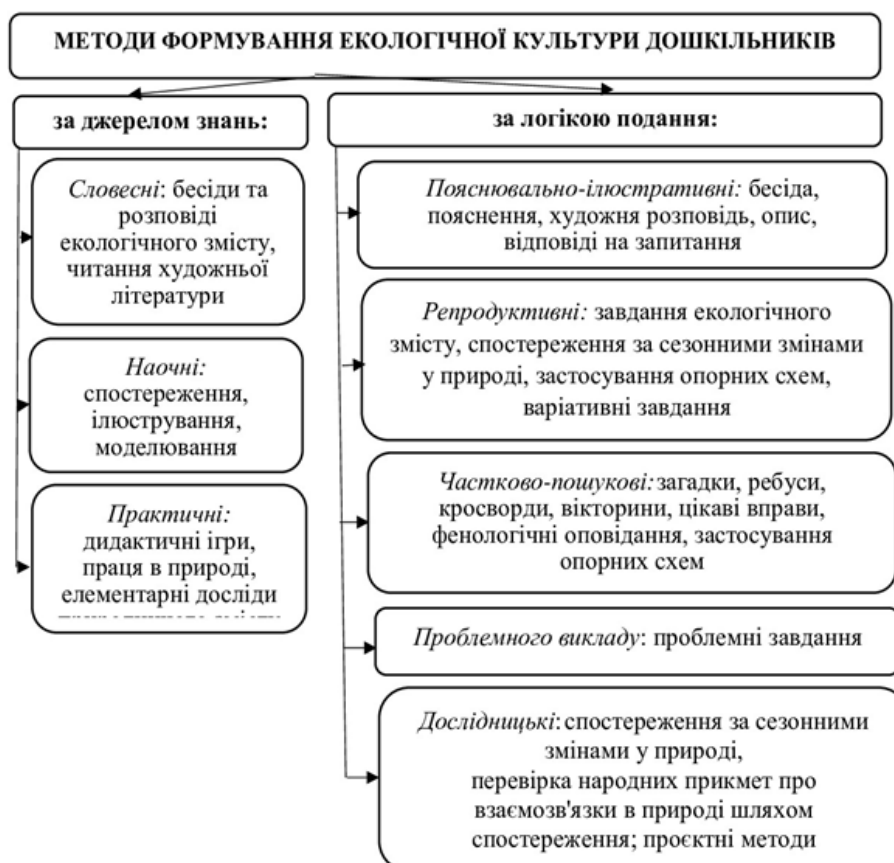 МЕТОДИ ФОРМУВАННЯ ЕКОЛОГІЧНОЇ КУЛЬТУРИ ДОШКІЛЬНИКІВ
за джерелом знань:
Словесні: бесіди та
розповіді
екологічного змісту,
читання художньої
літератури
Наочні:
спостереження,
ілюстрування,
моделювання
Практичні:
дидактичні ігри,
праця в природі,
елементарні досліди
за логікою подання:
Пояснювально-ілюстративні: бесіда,
пояснення, художня розповідь, опис,
відповіді на запитання
Репродуктивні: завдання екологічного
змісту, спостереження за сезонними змінами
у природі, застосування опорних схем,
варіативні завдання
Частково-пошукові: загадки, ребуси,
кросворди, вікторини, цікаві вправи,
фенологічні оповідання, застосування
опорних схем
Проблемного викладу: проблемні завдання
Дослідницькі: спостереження за сезонними
змінами у природі,
перевірка народних прикмет про
взаємозв'язки в природі шляхом
спостереження; проєктні методи